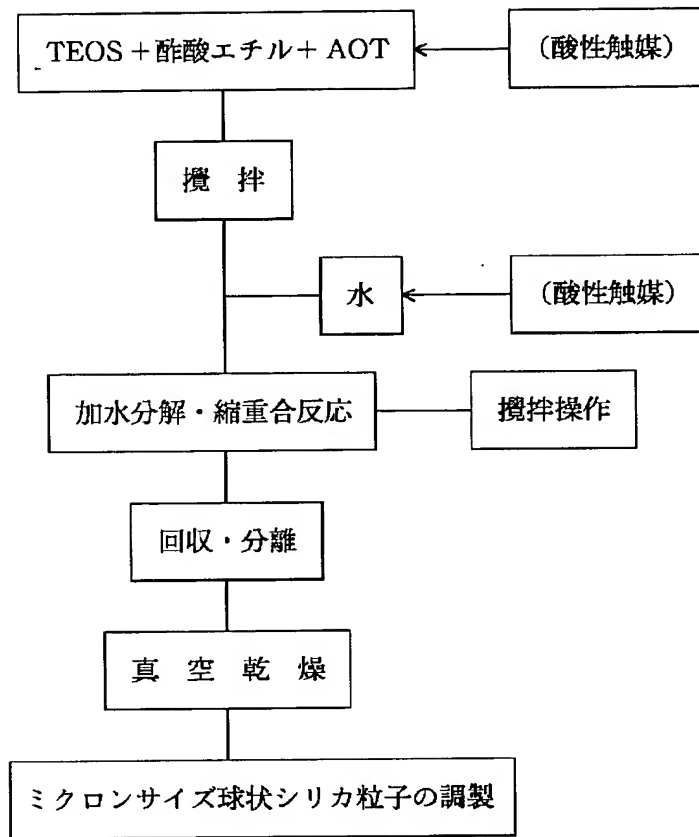 TEOS＋酢酸エチル＋AOT
（酸性触媒）
攪　拌
水
（酸性触媒）
加水分解・縮重合反応
攪拌操作
回収・分離
真　空　乾　燥
ミクロンサイズ球状シリカ粒子の調製